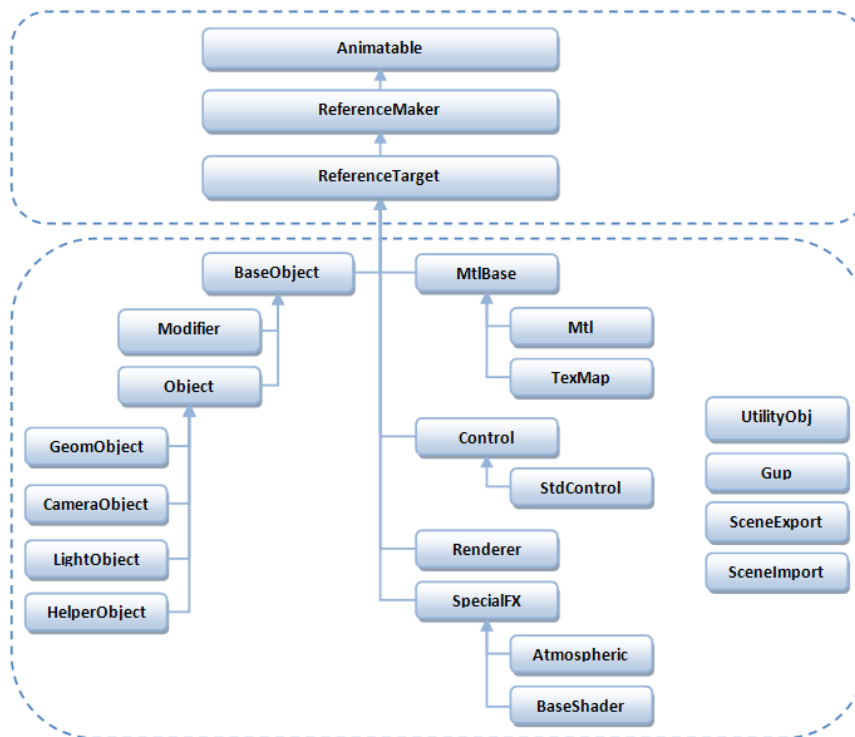 Animatable
ReferenceMaker
ReferenceTarget
BaseObject
MtlBase
Modifier
Mtl
Object
TexMap
UtilityObj
GeomObject
Control
Gup
CameraObject
StdControl
SceneExport
LightObject
Renderer
SceneImport
HelperObject
SpecialFX
Atmospheric
BaseShader